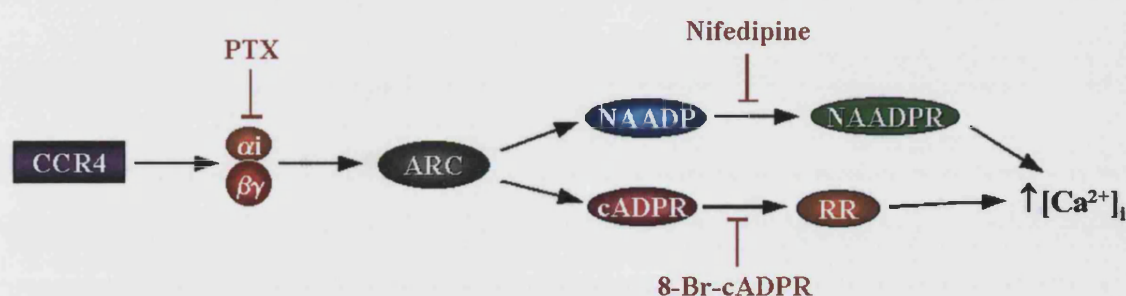 Nifedipine
PTX
NAADP
NAADPR
αi
CCR4
ARC
βγ
cADPR
RR
↑[Ca²⁺]ᵢ
8-Br-cADPR